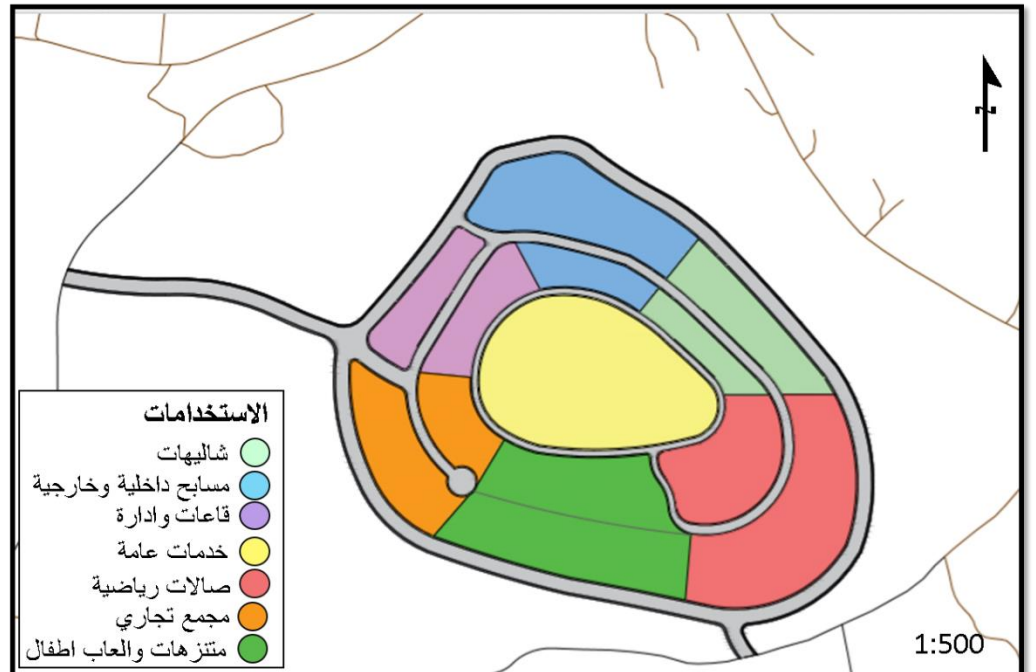 الاستخدامات
شاليهات
مسابح داخلية وخارجية
قاعات وادارة
خدمات عامة
صالات رياضية
مجمع تجاري
متنزهات والعاب اطفال
1:500